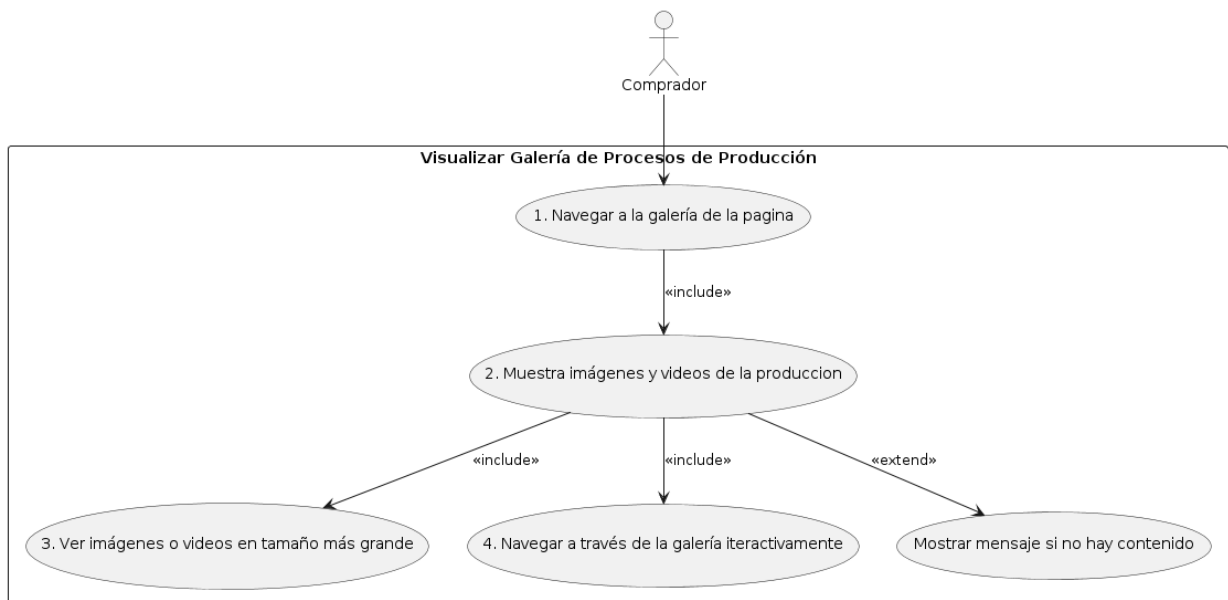 Comprador
Visualizar Galería de Procesos de Producción
1. Navegar a la galería de la pagina
«include»
2. Muestra imágenes y videos de la produccion
«include»
«include»
«extend»
3. Ver imágenes o videos en tamaño más grande
4. Navegar a través de la galería iteractivamente
Mostrar mensaje si no hay contenido